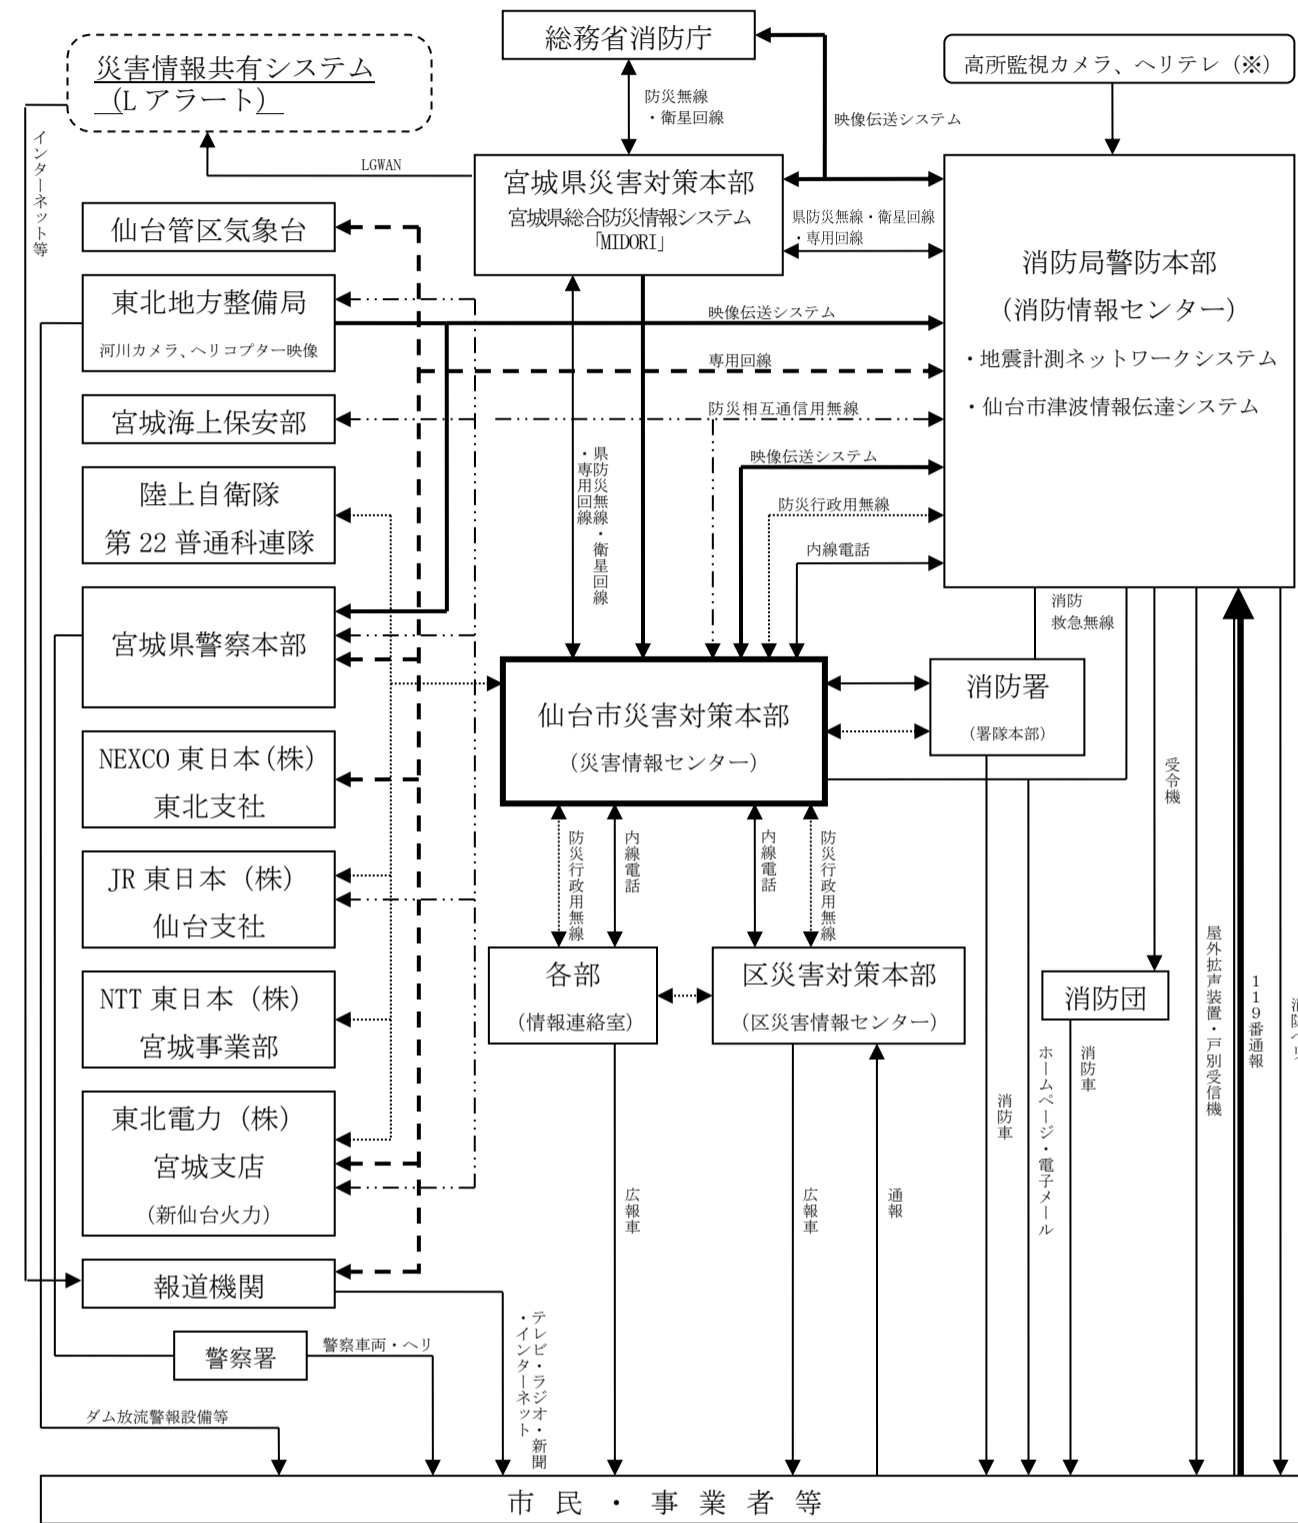 総務省消防庁
災害情報共有システム
（Lアラート）
高所監視カメラ、ヘリテレ（※）
防災無線
・衛星回線
映像伝送システム
インターネット等
LGWAN
宮城県災害対策本部
宮城県総合防災情報システム
「MIDORI」
県防災無線・衛星回線
・専用回線
消防局警防本部
（消防情報センター）
・地震計測ネットワークシステム
・仙台市津波情報伝達システム
仙台管区気象台
東北地方整備局
河川カメラ、ヘリコプター映像
映像伝送システム
専用回線
宮城海上保安部
防災相互通信用無線
県防災無線・衛星回線
・専用回線
映像伝送システム
陸上自衛隊
第 22 普通科連隊
防災行政用無線
内線電話
消防
救急無線
宮城県警察本部
仙台市災害対策本部
（災害情報センター）
消防署
（署隊本部）
NEXCO 東日本（株）
東北支社
受令機
防災行政用無線
内線電話
内線電話
防災行政用無線
JR 東日本（株）
仙台支社
各部
（情報連絡室）
区災害対策本部
（区災害情報センター）
消防団
屋外拡声装置・戸別受信機
119番通報
消防ヘリ
NTT 東日本（株）
宮城事業部
消防車
ホームページ・電子メール
消防車
東北電力（株）
宮城支店
（新仙台火力）
広報車
広報車
通報
報道機関
テレビ・ラジオ・新聞
・インターネット
警察署
警察車両・ヘリ
ダム放流警報設備等
市民・事業者等